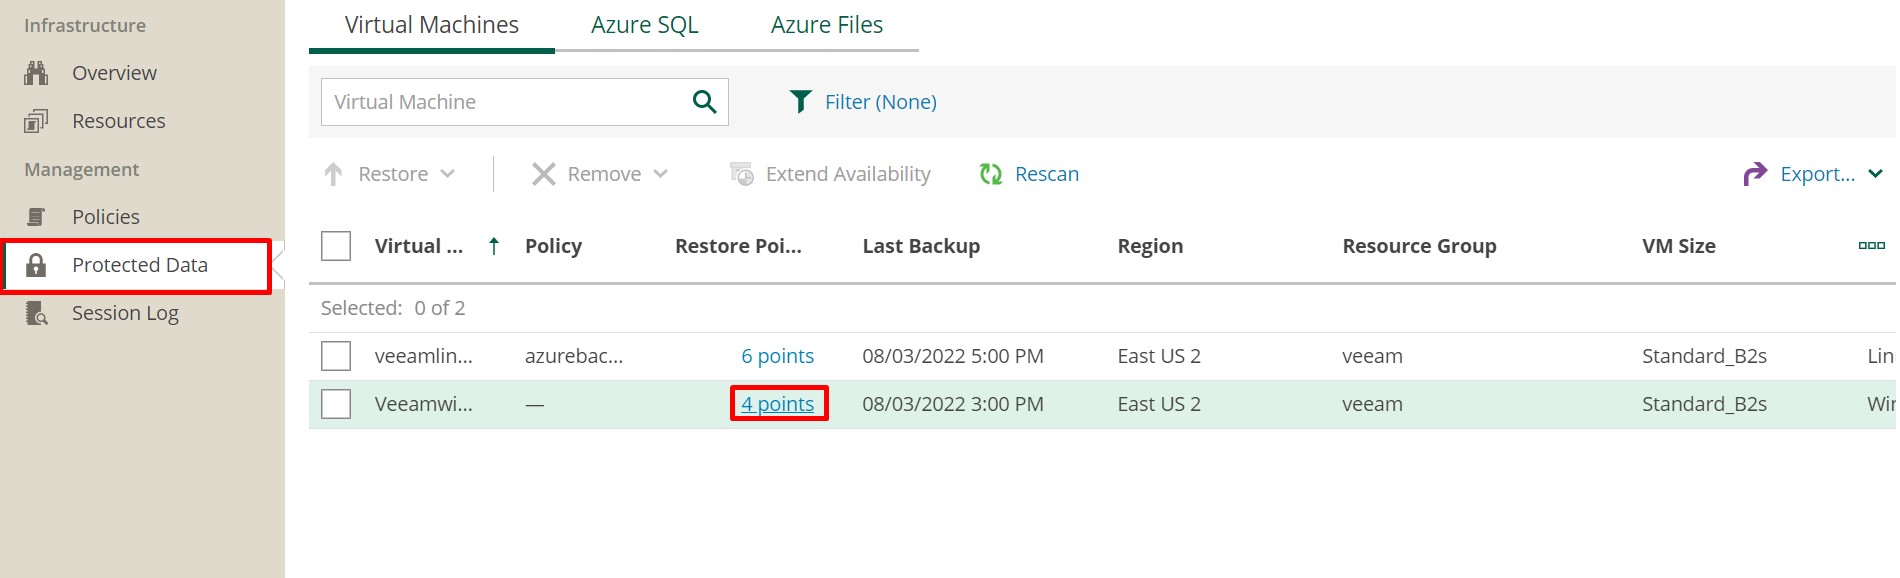 Infrastructure
Overview
Resources
Management
Policies
Protected Data
Session Log
Virtual Machines Azure SQL Azure Files
Virtual Machine Filter (None)
Restore Remove Extend Availability Rescan Export...
Virtual ... Policy Restore Poi... Last Backup Region Resource Group VM Size
Selected: 0 of 2
veeamlin... azurebac... 6 points 08/03/2022 5:00 PM East US 2 veeam Standard_B2s Lin
Veeamwi... — 4 points 08/03/2022 3:00 PM East US 2 veeam Standard_B2s Win